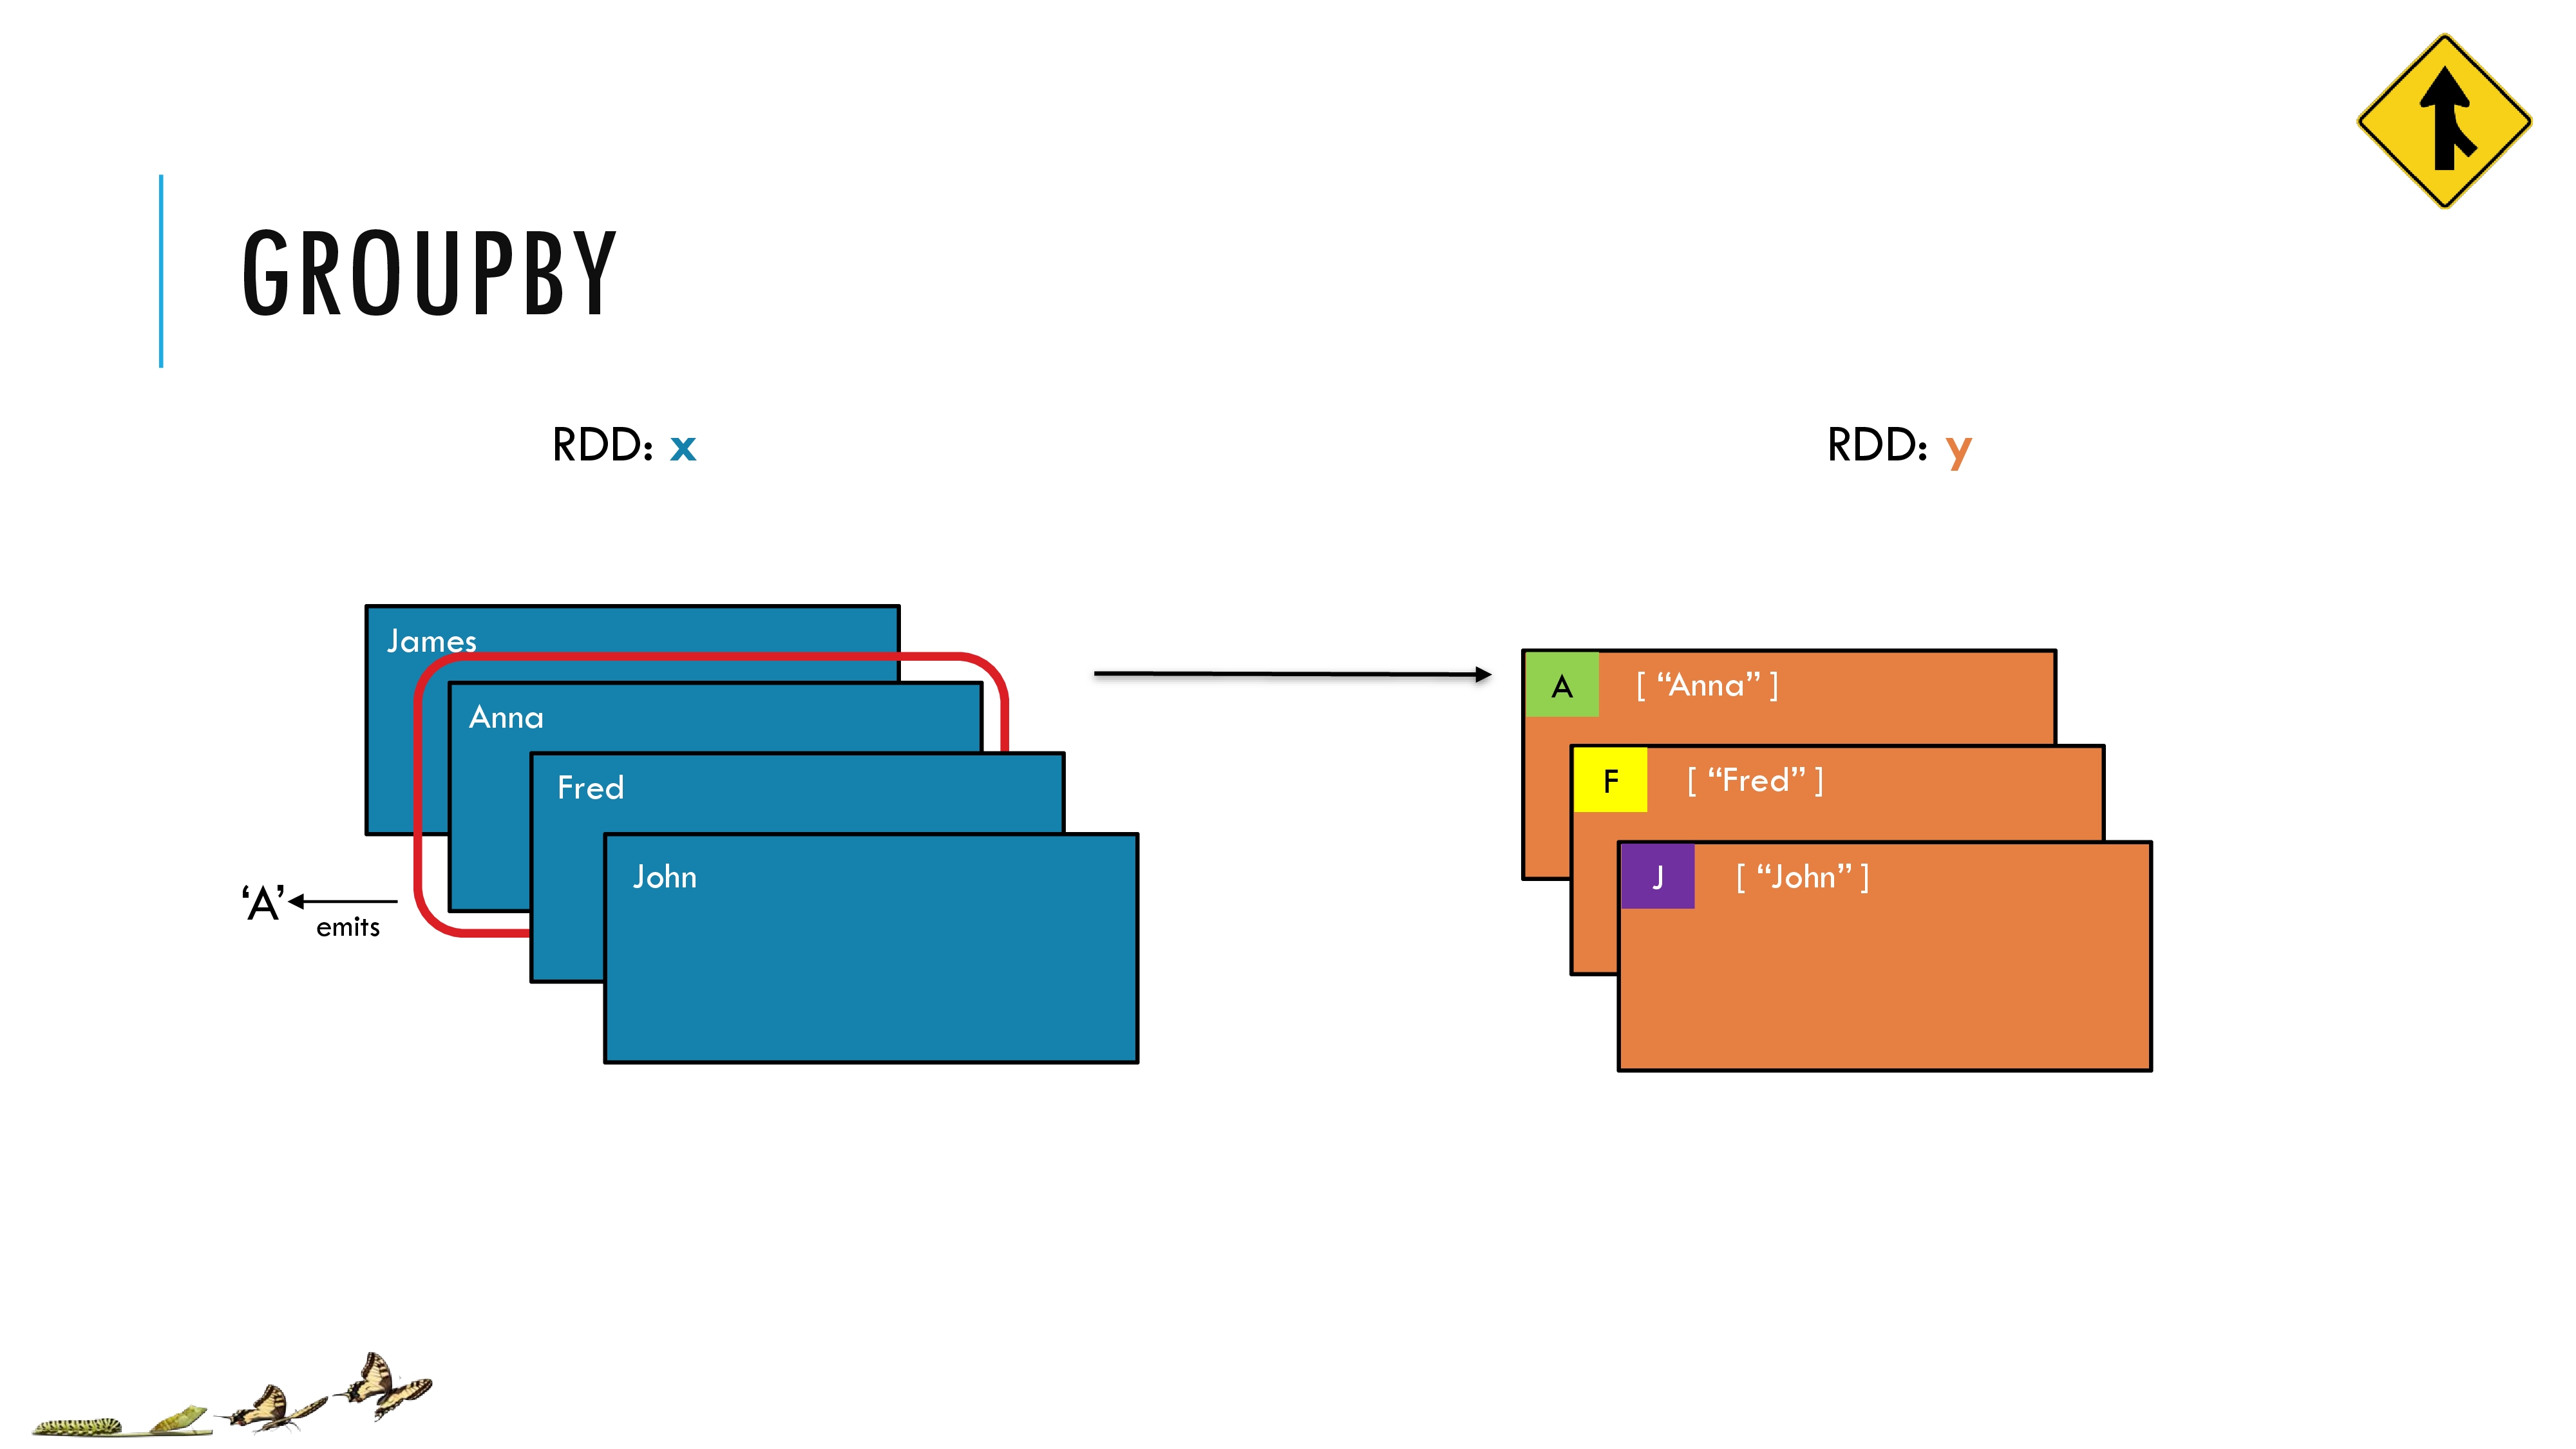 GROUPBY
RDD: x
RDD: y
James
Anna
Fred
John
‘A’
emits
A [ “Anna” ]
F [ “Fred” ]
J [ “John” ]